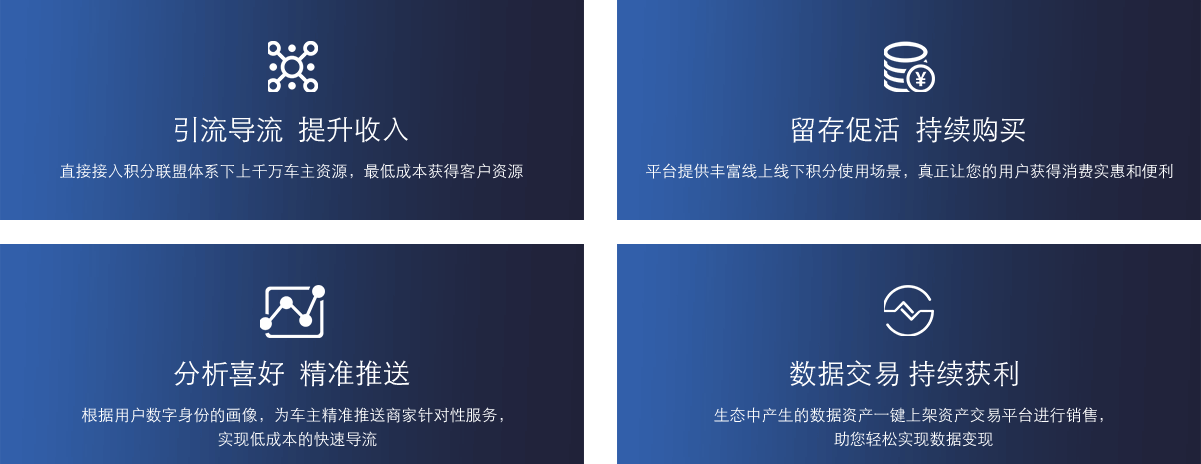 引流导流 提升收入
直接接入积分联盟体系下上千万车主资源，最低成本获得客户资源
留存促活 持续购买
平台提供丰富线上线下积分使用场景，真正让您的用户获得消费实惠和便利
分析喜好 精准推送
根据用户数字身份的画像，为车主精准推送商家针对性服务，
实现低成本的快速导流
数据交易 持续获利
生态中产生的数据资产一键上架资产交易平台进行销售，
助您轻松实现数据变现